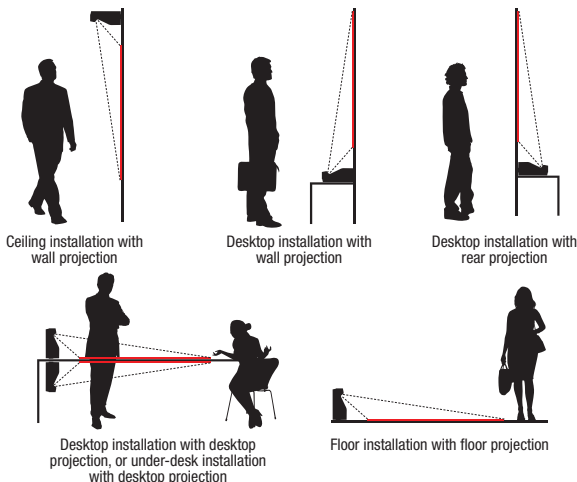 Ceiling installation with
wall projection
Desktop installation with
wall projection
Desktop installation with
rear projection
Desktop installation with desktop
projection, or under-desk installation
with desktop projection
Floor installation with floor projection